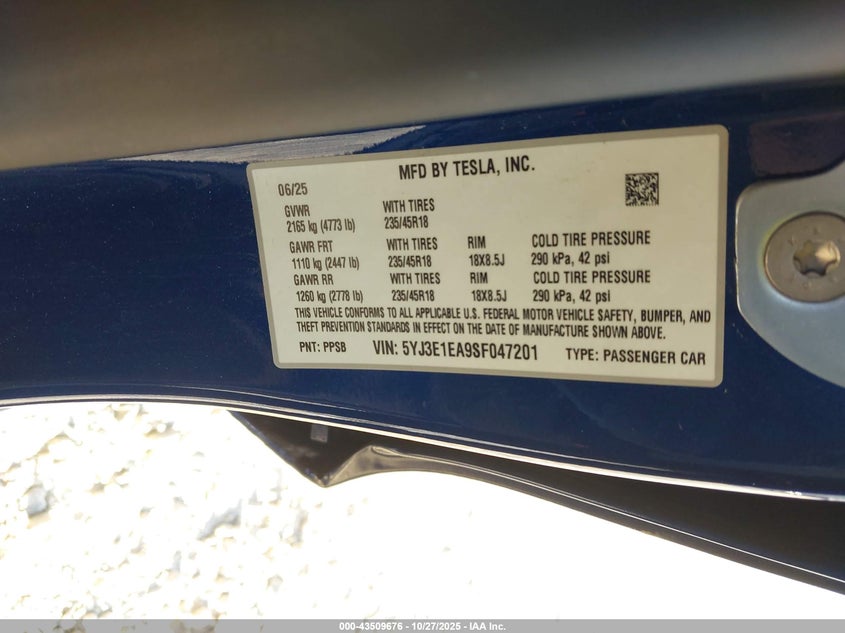 MFD BY TESLA, INC.
06/25
GVWR WITH TIRES
2165 kg (4773 lb) 235/45R18
GAWR FRT WITH TIRES RIM COLD TIRE PRESSURE
1110 kg (2447 lb) 235/45R18 18X8.5J 290 kPa, 42 psi
GAWR RR WITH TIRES RIM COLD TIRE PRESSURE
1260 kg (2778 lb) 235/45R18 18X8.5J 290 kPa, 42 psi
THIS VEHICLE CONFORMS TO ALL APPLICABLE U.S. FEDERAL MOTOR VEHICLE SAFETY, BUMPER, AND
THEFT PREVENTION STANDARDS IN EFFECT ON THE DATE OF MANUFACTURE SHOWN ABOVE.
PNT: PPSB VIN: 5YJ3E1EA9SF047201 TYPE: PASSENGER CAR
000-43509676 - 10/27/2025 - IAA Inc.